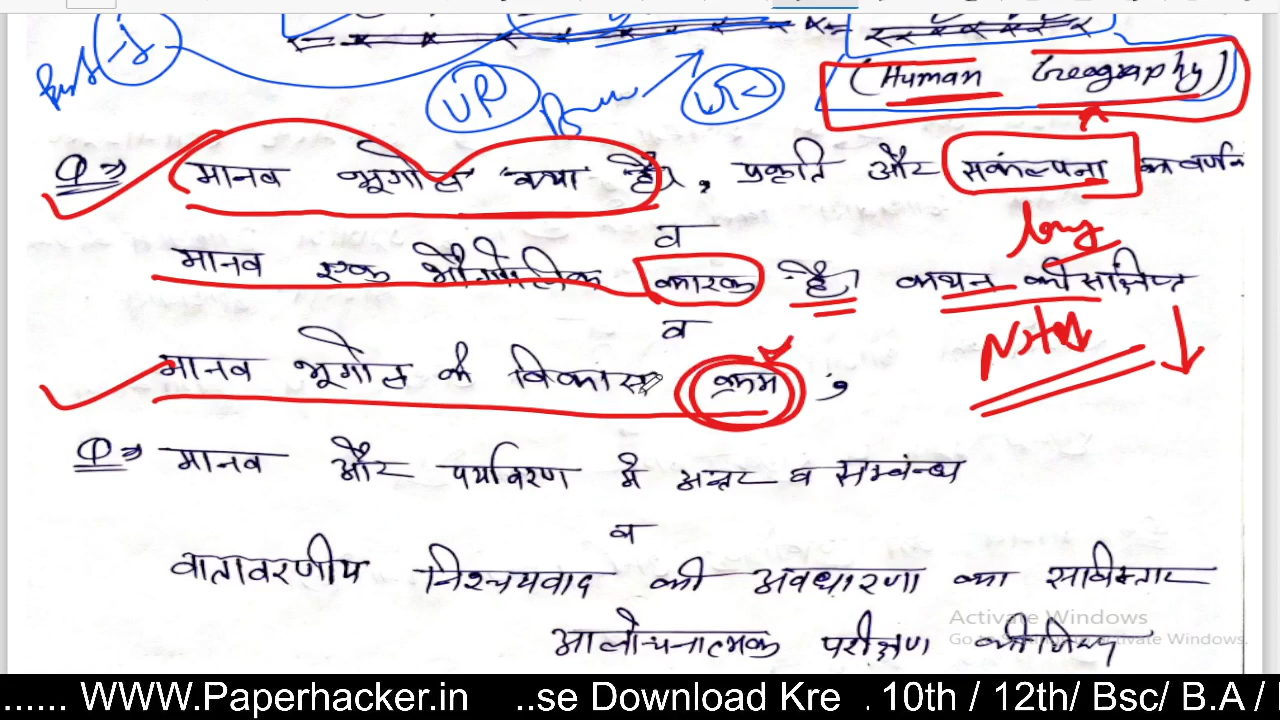 (Human Geography)
UP
Q⇒ मानव भूगोल क्या है, प्रकृति और सकंल्पना का वर्णन
व
long
मानव एक भौगोलिक कारक है। कथन की संक्षिप्त
व
Notes
मानव भूगोल के विकास क्रम ,
Q⇒ मानव और पर्यावरण में अन्तर व सम्बंन्ध
व
वातावरणीय निश्चयवाद की अवधारणा का सविस्तार
आलोचनात्मक परीक्षण कीजिए
Activate Windows
...... WWW.Paperhacker.in ..se Download Kre . 10th / 12th/ Bsc/ B.A /